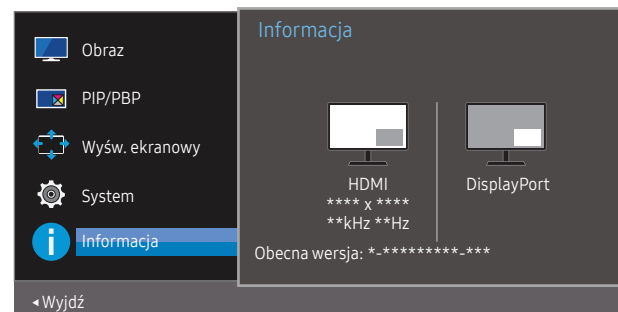 Obraz
PIP/PBP
Wyśw. ekranowy
System
Informacja
◂Wyjdź
Informacja
HDMI
**** x ****
**kHz **Hz
DisplayPort
Obecna wersja: *-*********-***